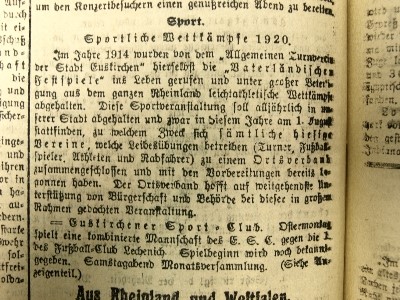 um den Konzertbesuchern einen genußreichen Abend zu bereiten.
Sport.
Sportliche Wettkämpfe 1920.
Im Jahre 1914 wurden von dem „Allgemeinen Turnverein
der Stadt Euskirchen“ hierselbst die „Vaterländischen
Festspiele“ ins Leben gerufen und unter großer Betei-
gung aus dem ganzen Rheinland leichtathletische Wettkämpfe
abgehalten. Diese Sportveranstaltung soll alljährlich in un-
serer Stadt abgehalten und zwar in diesem Jahre am 1. August
stattfinden, zu welchem Zweck sich sämtliche hiesige
Vereine, welche Leibesübungen betreiben (Turner, Fußball-
spieler, Athleten und Radfahrer) zu einem Ortsverband
zusammengeschlossen und mit den Vorbereitungen bereits be-
gonnen haben. Der Ortsverband hofft auf weitgehendste Un-
terstützung von Bürgerschaft und Behörde bei dieser in großem
Rahmen gedachten Veranstaltung.
— Euskirchener Sport-Club. Ostermontag
spielt eine kombinierte Mannschaft des E. S. C. gegen die
des Fußball-Club Lechenich. Spielbeginn wird noch bekannt-
gegeben. Samstagabend Monatsversammlung. (Siehe An-
zeigenteil.)
Aus Rheinland und Westfalen.